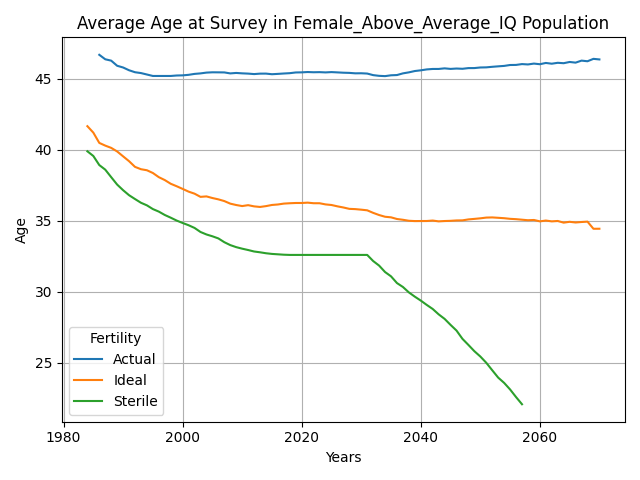 Average Age at Survey in Female_Above_Average_IQ Population
Age
45
40
35
30
25
Fertility
Actual
Ideal
Sterile
1980
2000
2020
2040
2060
Years